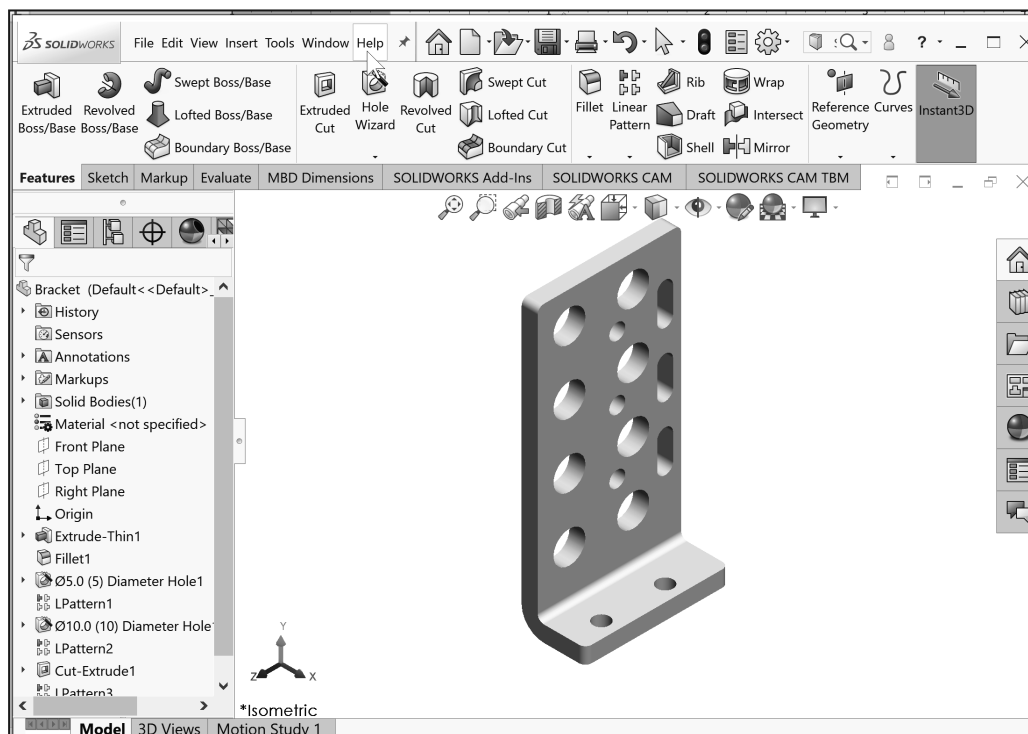 SOLIDWORKS File Edit View Insert Tools Window Help ?
Swept Boss/Base Swept Cut Rib Wrap
Extruded Boss/Base Revolved Boss/Base Lofted Boss/Base Extruded Cut Hole Wizard Revolved Cut Lofted Cut Fillet Linear Pattern Draft Intersect Reference Geometry Curves Instant3D
Boundary Boss/Base Boundary Cut Shell Mirror
Features Sketch Markup Evaluate MBD Dimensions SOLIDWORKS Add-Ins SOLIDWORKS CAM SOLIDWORKS CAM TBM
Bracket (Default<<Default>_
History
Sensors
A Annotations
Markups
Solid Bodies(1)
Material <not specified>
Front Plane
Top Plane
Right Plane
Origin
Extrude-Thin1
Fillet1
Ø5.0 (5) Diameter Hole1
LPattern1
Ø10.0 (10) Diameter Hole
LPattern2
Cut-Extrude1
LPattern3
Y
Z X
*Isometric
Model 3D Views Motion Study 1